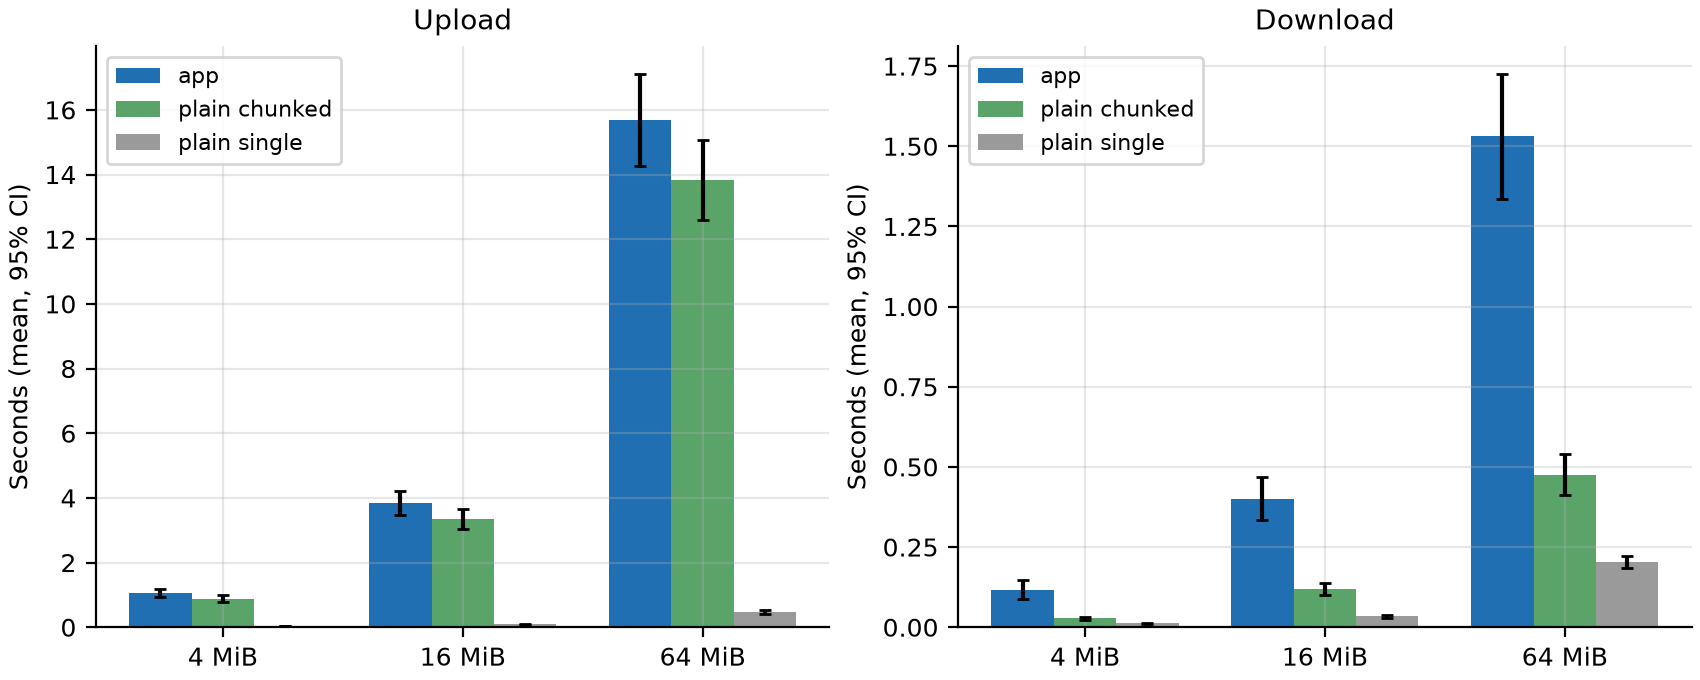 Upload
app
plain chunked
plain single
Seconds (mean, 95% CI)
16
14
12
10
8
6
4
2
0
4 MiB
16 MiB
64 MiB
Download
app
plain chunked
plain single
Seconds (mean, 95% CI)
1.75
1.50
1.25
1.00
0.75
0.50
0.25
0.00
4 MiB
16 MiB
64 MiB